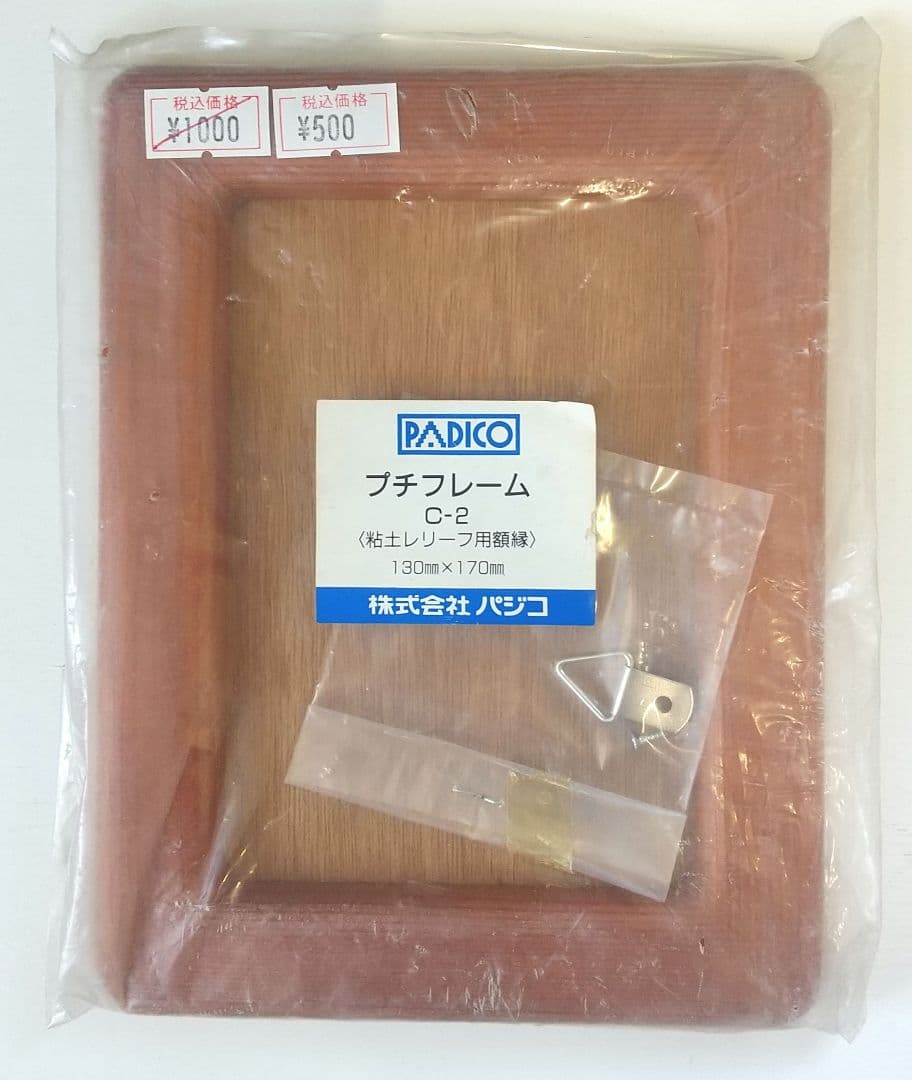 税込価格
¥1000
税込価格
¥500
PADICO
プチフレーム
C-2
〈粘土レリーフ用額縁〉
130㎜×170㎜
株式会社 パジコ